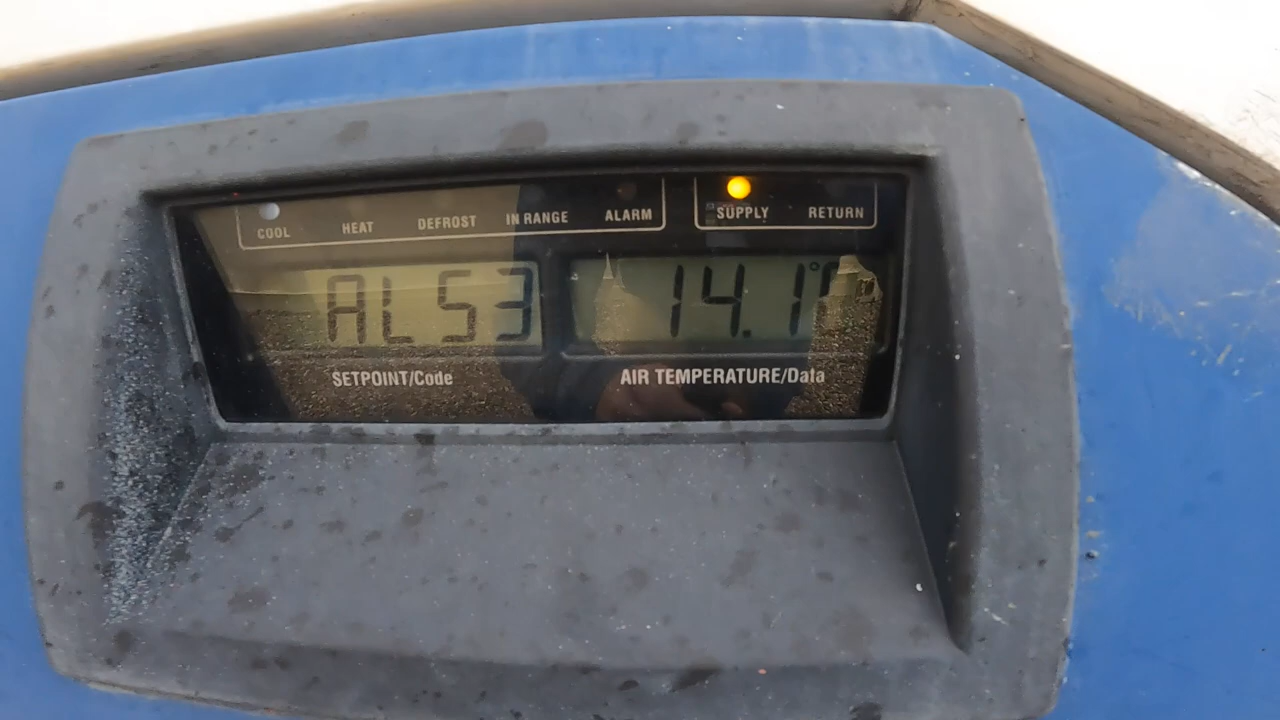 COOL HEAT DEFROST IN RANGE ALARM SUPPLY RETURN
AL53 14.1°
SETPOINT/Code AIR TEMPERATURE/Data